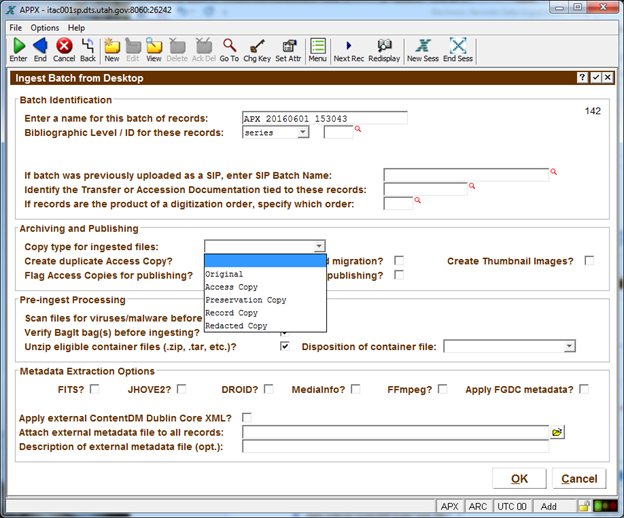 APPX - itac001sp.dts.utah.gov:8060:26242
File Options Help
Enter End Cancel Back New Edit View Delete Ack Del Go To Chg Key Set Attr Menu Next Rec Redisplay New Sess End Sess
Ingest Batch from Desktop
Batch Identification
142
Enter a name for this batch of records: APX 20160601 153043
Bibliographic Level / ID for these records: series
If batch was previously uploaded as a SIP, enter SIP Batch Name:
Identify the Transfer or Accession Documentation tied to these records:
If records are the product of a digitization order, specify which order:
Archiving and Publishing
Copy type for ingested files:
Create duplicate Access Copy? migration? Create Thumbnail Images?
Flag Access Copies for publishing? publishing?
Original
Access Copy
Preservation Copy
Record Copy
Redacted Copy
Pre-ingest Processing
Scan files for viruses/malware before
Verify BagIt bag(s) before ingesting?
Unzip eligible container files (.zip, .tar, etc.)? Disposition of container file:
Metadata Extraction Options
FITS? JHOVE2? DROID? MediaInfo? FFmpeg? Apply FGDC metadata?
Apply external ContentDM Dublin Core XML?
Attach external metadata file to all records:
Description of external metadata file (opt.):
OK Cancel
APX ARC UTC 00 Add